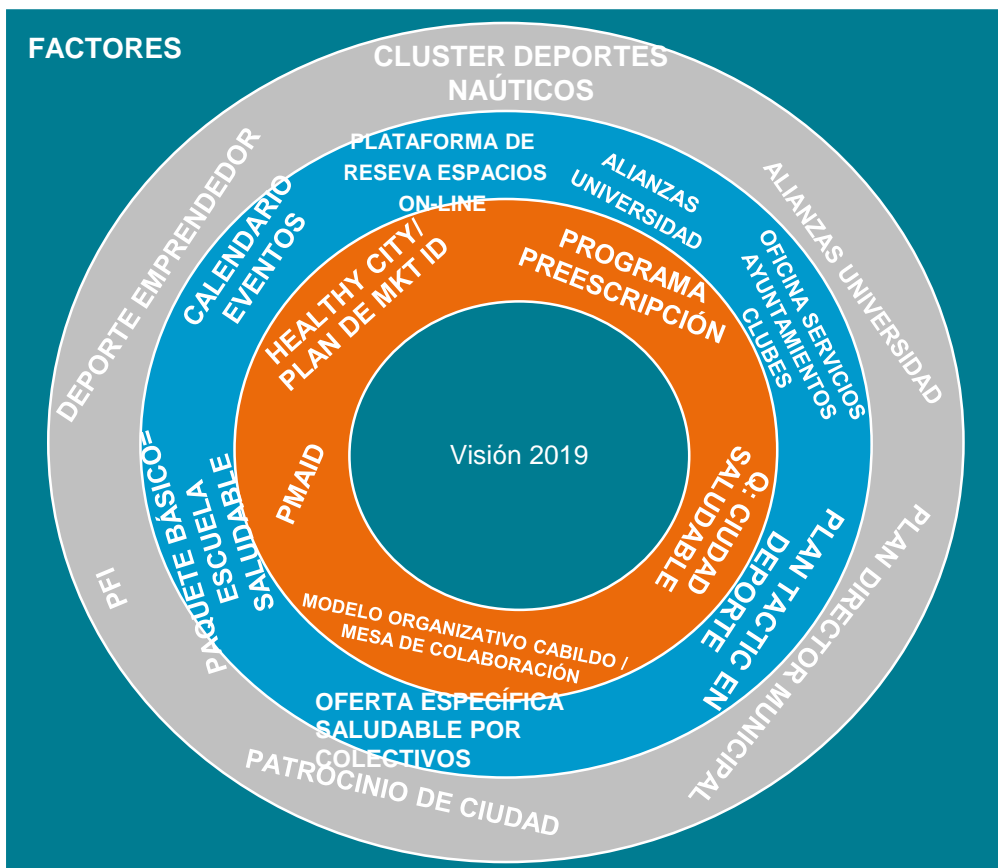 FACTORES
CLUSTER DEPORTES
NAÚTICOS
ALIANZAS UNIVERSIDAD
PLAN DIRECTOR MUNICIPAL
PATROCINIO DE CIUDAD
PFI
DEPORTE EMPRENDEDOR
PLATAFORMA DE
RESEVA ESPACIOS
ON-LINE
ALIANZAS
UNIVERSIDAD
OFICINA SERVICIOS
AYUNTAMIENTOS
CLUBES
PLAN TACTIC EN
DEPORTE
OFERTA ESPECÍFICA
SALUDABLE POR
COLECTIVOS
PAQUETE BÁSICO=
ESCUELA
SALUDABLE
CALENDARIO
EVENTOS
HEALTHY CITY/
PLAN DE MKT ID
PROGRAMA
PREESCRIPCIÓN
Q: CIUDAD
SALUDABLE
MODELO ORGANIZATIVO CABILDO /
MESA DE COLABORACIÓN
PMAID
Visión 2019